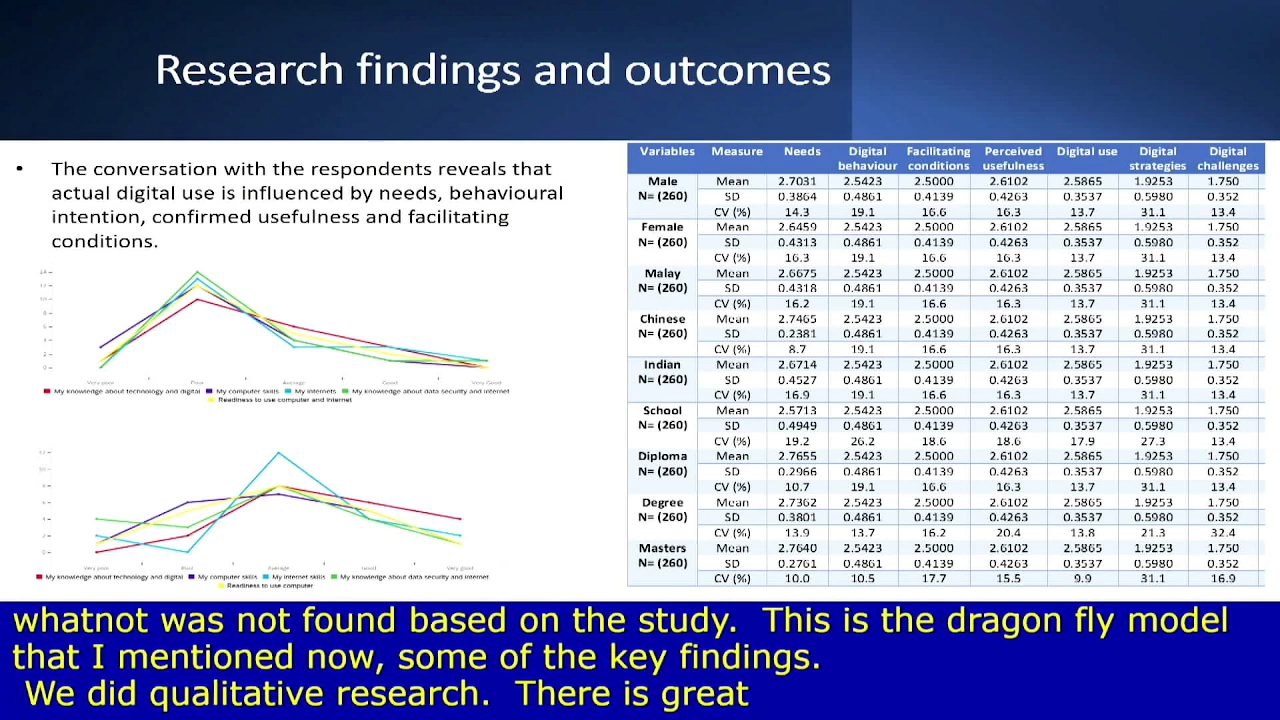 Research findings and outcomes
• The conversation with the respondents reveals that
actual digital use is influenced by needs, behavioural
intention, confirmed usefulness and facilitating
conditions.
Very poor Poor Average Good Very Good
My knowledge about technology and digital My computer skills My internets My knowledge about data security and internet
Readiness to use computer and internet
Very poor Poor Average Good Very good
My knowledge about technology and digital My computer skills My internet skills My knowledge about data security and internet
Readiness to use computer
Variables Measure Needs Digital behaviour Facilitating conditions Perceived usefulness Digital use Digital strategies Digital challenges
Male Mean 2.7031 2.5423 2.5000 2.6102 2.5865 1.9253 1.750
N= (260) SD 0.3864 0.4861 0.4139 0.4263 0.3537 0.5980 0.352
CV (%) 14.3 19.1 16.6 16.3 13.7 31.1 13.4
Female Mean 2.6459 2.5423 2.5000 2.6102 2.5865 1.9253 1.750
N= (260) SD 0.4313 0.4861 0.4139 0.4263 0.3537 0.5980 0.352
CV (%) 16.3 19.1 16.6 16.3 13.7 31.1 13.4
Malay Mean 2.6675 2.5423 2.5000 2.6102 2.5865 1.9253 1.750
N= (260) SD 0.4318 0.4861 0.4139 0.4263 0.3537 0.5980 0.352
CV (%) 16.2 19.1 16.6 16.3 13.7 31.1 13.4
Chinese Mean 2.7465 2.5423 2.5000 2.6102 2.5865 1.9253 1.750
N= (260) SD 0.2381 0.4861 0.4139 0.4263 0.3537 0.5980 0.352
CV (%) 8.7 19.1 16.6 16.3 13.7 31.1 13.4
Indian Mean 2.6714 2.5423 2.5000 2.6102 2.5865 1.9253 1.750
N= (260) SD 0.4527 0.4861 0.4139 0.4263 0.3537 0.5980 0.352
CV (%) 16.9 19.1 16.6 16.3 13.7 31.1 13.4
School Mean 2.5713 2.5423 2.5000 2.6102 2.5865 1.9253 1.750
N= (260) SD 0.4949 0.4861 0.4139 0.4263 0.3537 0.5980 0.352
CV (%) 19.2 26.2 18.6 18.6 17.9 27.3 13.4
Diploma Mean 2.7655 2.5423 2.5000 2.6102 2.5865 1.9253 1.750
N= (260) SD 0.2966 0.4861 0.4139 0.4263 0.3537 0.5980 0.352
CV (%) 10.7 19.1 16.6 16.3 13.7 31.1 13.4
Degree Mean 2.7362 2.5423 2.5000 2.6102 2.5865 1.9253 1.750
N= (260) SD 0.3801 0.4861 0.4139 0.4263 0.3537 0.5980 0.352
CV (%) 13.9 13.7 16.2 20.4 13.8 21.3 32.4
Masters Mean 2.7640 2.5423 2.5000 2.6102 2.5865 1.9253 1.750
N= (260) SD 0.2701 0.4861 0.4139 0.4263 0.3537 0.5980 0.352
CV (%) 10.0 10.5 17.7 15.5 9.9 31.1 16.9
whatnot was not found based on the study. This is the dragon fly model
that I mentioned now, some of the key findings.
We did qualitative research. There is great